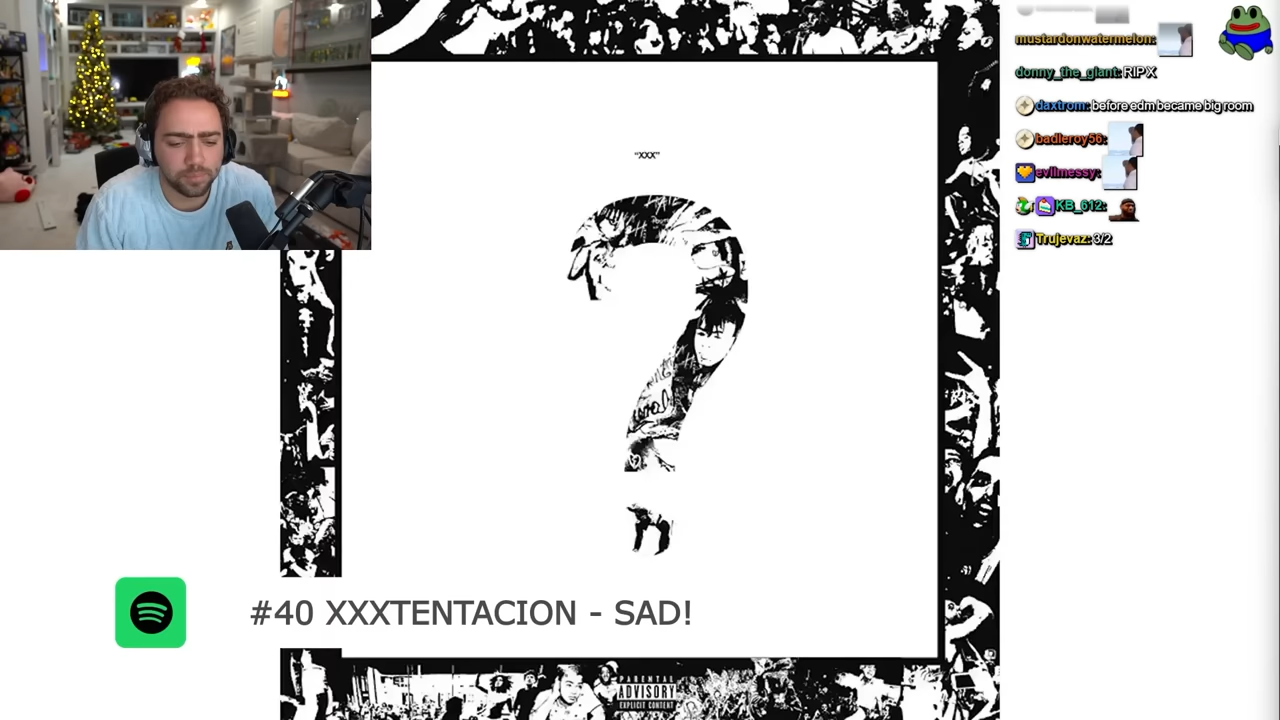 "XXX"
#40 XXXTENTACION - SAD!
PARENTAL
ADVISORY
EXPLICIT CONTENT
mustardonwatermelon:
donny_the_giant: RIP X
daxtrom: before edm became big room
badleroy56:
evilmessy:
KB_612:
Trujevaz: 3/2